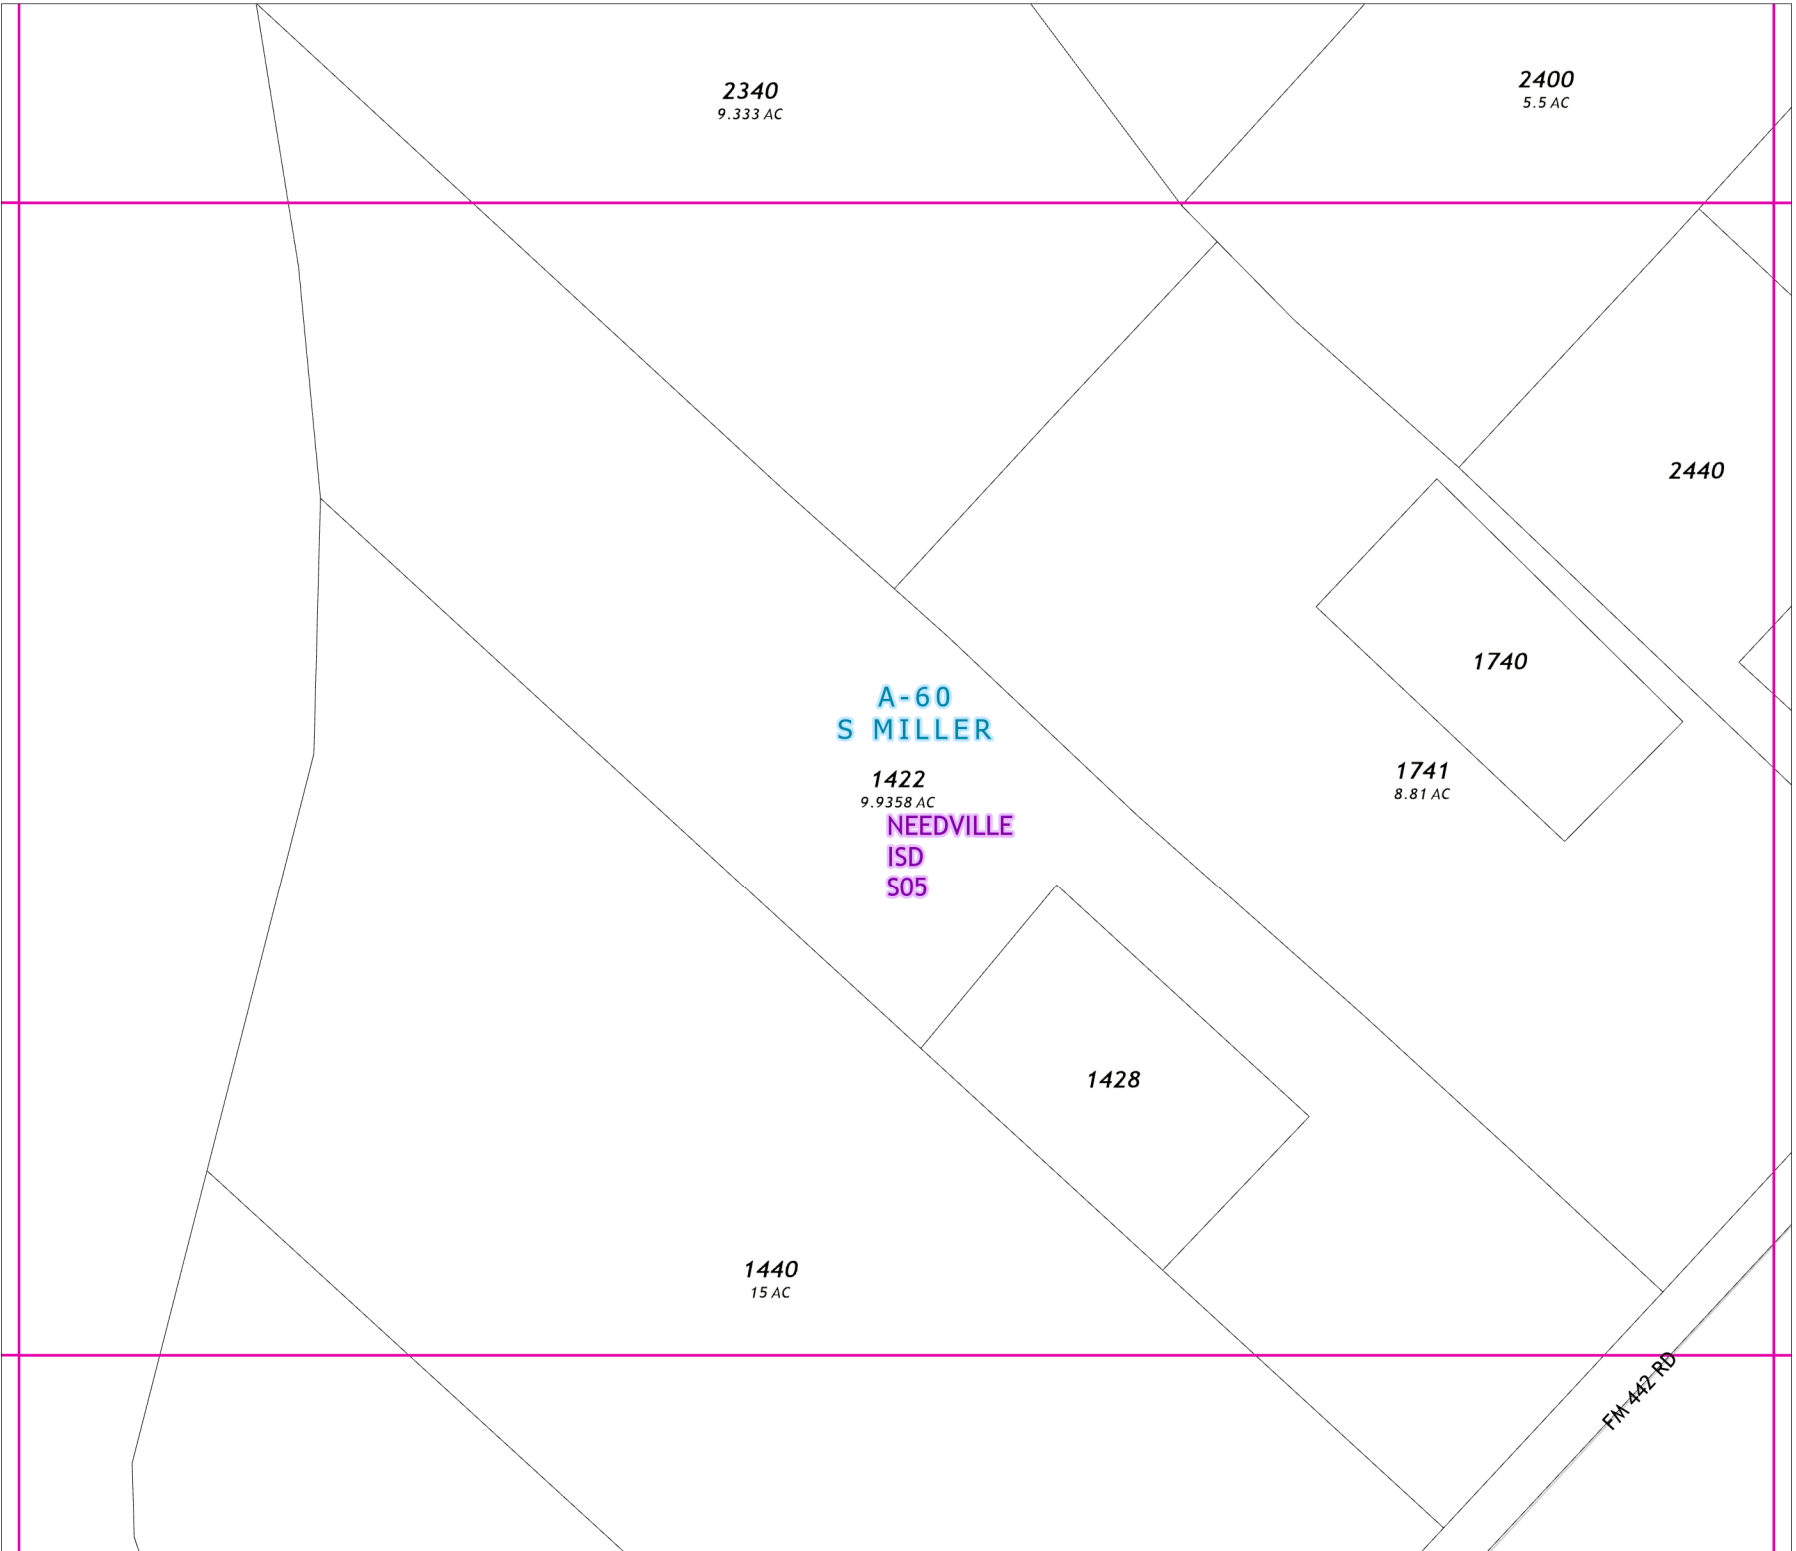 2340
9.333 AC
2400
5.5 AC
2440
1740
A-60
S MILLER
1422
9.9358 AC
1741
8.81 AC
NEEDVILLE
ISD
S05
1428
1440
15 AC
FM 442 RD